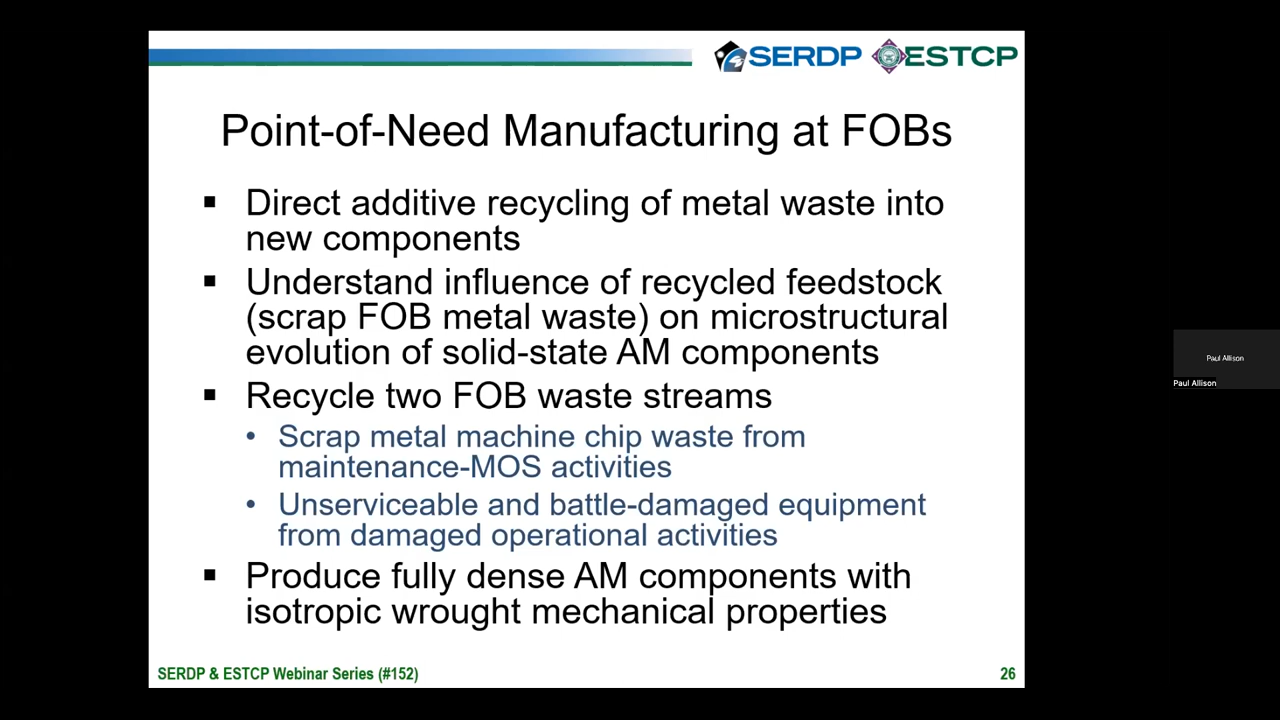 SERDP ESTCP
Point-of-Need Manufacturing at FOBs
▪ Direct additive recycling of metal waste into
new components
▪ Understand influence of recycled feedstock
(scrap FOB metal waste) on microstructural
evolution of solid-state AM components
▪ Recycle two FOB waste streams
• Scrap metal machine chip waste from
maintenance-MOS activities
• Unserviceable and battle-damaged equipment
from damaged operational activities
▪ Produce fully dense AM components with
isotropic wrought mechanical properties
SERDP & ESTCP Webinar Series (#152)
26
Paul Allison
Paul Allison